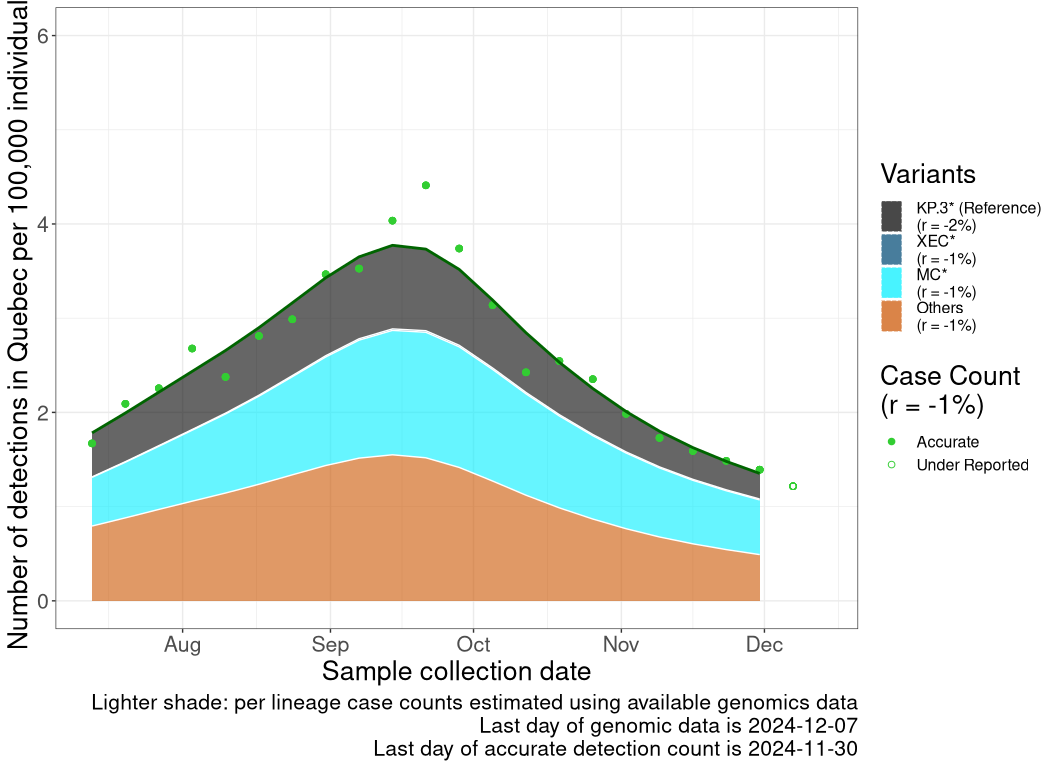 Number of detections in Quebec per 100,000 individual
6
4
2
0
Aug Sep Oct Nov Dec
Sample collection date
Lighter shade: per lineage case counts estimated using available genomics data
Last day of genomic data is 2024-12-07
Last day of accurate detection count is 2024-11-30
Variants
KP.3* (Reference)
(r = -2%)
XEC*
(r = -1%)
MC*
(r = -1%)
Others
(r = -1%)
Case Count
(r = -1%)
Accurate
Under Reported